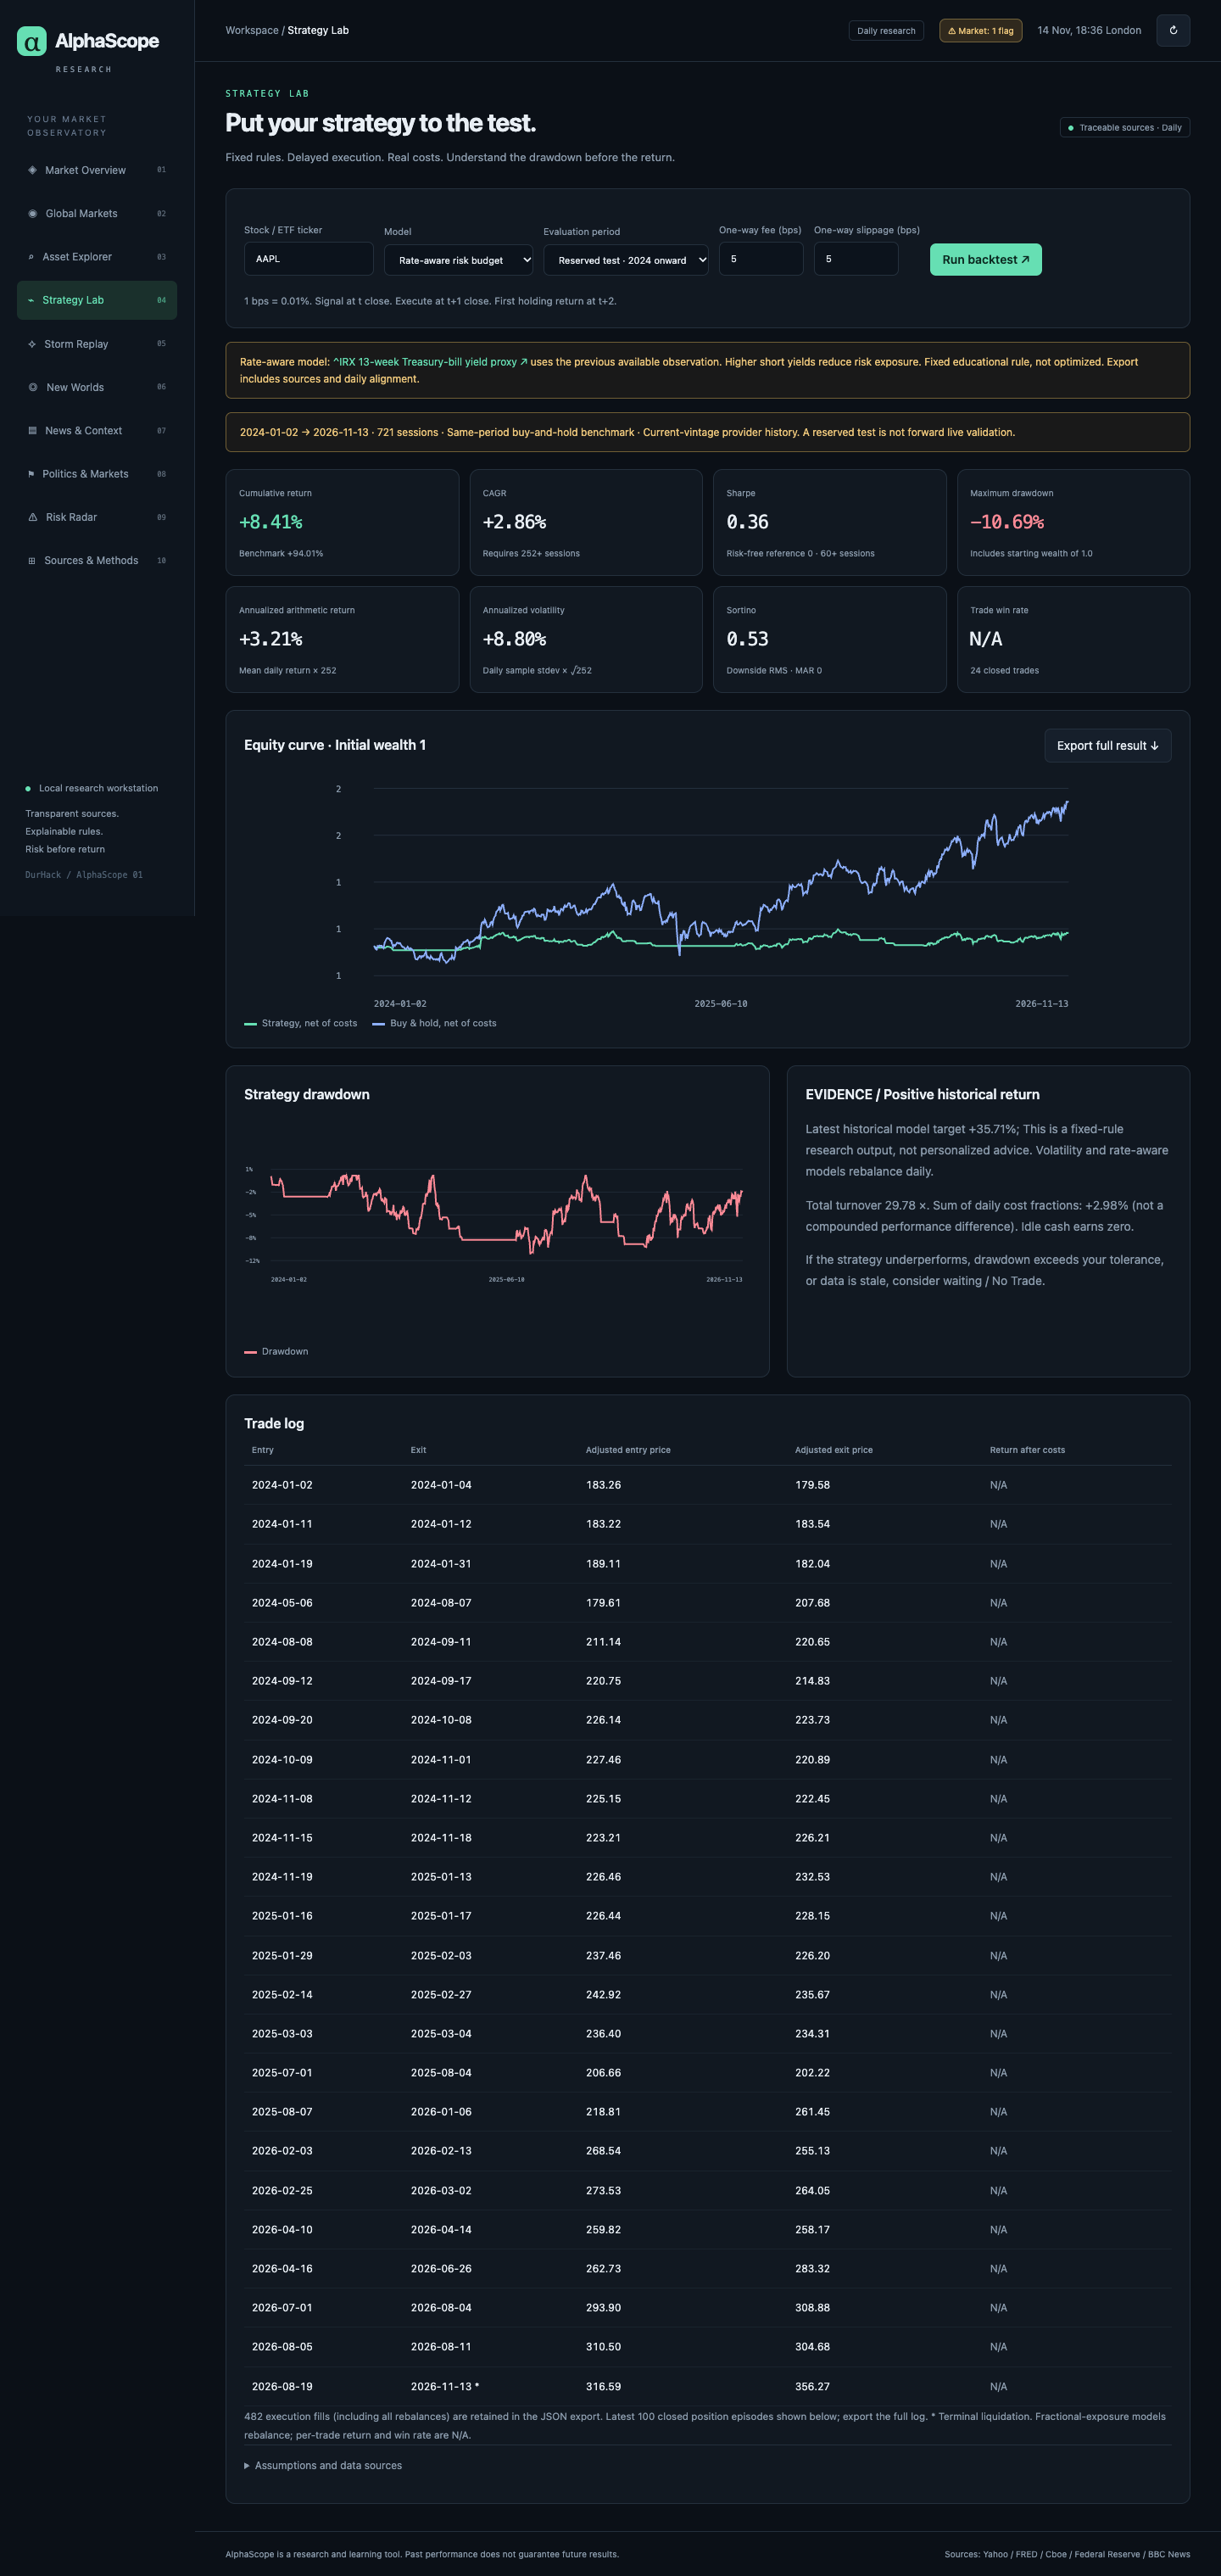 α AlphaScope
RESEARCH
YOUR MARKET
OBSERVATORY
Market Overview 01
Global Markets 02
Asset Explorer 03
Strategy Lab 04
Storm Replay 05
New Worlds 06
News & Context 07
Politics & Markets 08
Risk Radar 09
Sources & Methods 10
Local research workstation
Transparent sources.
Explainable rules.
Risk before return
DurHack / AlphaScope 01
Workspace / Strategy Lab
Daily research
⚠ Market: 1 flag
14 Nov, 18:36 London
↻
STRATEGY LAB
Put your strategy to the test.
Traceable sources · Daily
Fixed rules. Delayed execution. Real costs. Understand the drawdown before the return.
Stock / ETF ticker
Model
Evaluation period
One-way fee (bps)
One-way slippage (bps)
AAPL
Rate-aware risk budget
Reserved test · 2024 onward
5
5
Run backtest ↗
1 bps = 0.01%. Signal at t close. Execute at t+1 close. First holding return at t+2.
Rate-aware model: ^IRX 13-week Treasury-bill yield proxy ↗ uses the previous available observation. Higher short yields reduce risk exposure. Fixed educational rule, not optimized. Export
includes sources and daily alignment.
2024-01-02 → 2026-11-13 · 721 sessions · Same-period buy-and-hold benchmark · Current-vintage provider history. A reserved test is not forward live validation.
Cumulative return
+8.41%
Benchmark +94.01%
CAGR
+2.86%
Requires 252+ sessions
Sharpe
0.36
Risk-free reference 0 · 60+ sessions
Maximum drawdown
−10.69%
Includes starting wealth of 1.0
Annualized arithmetic return
+3.21%
Mean daily return × 252
Annualized volatility
+8.80%
Daily sample stdev × √252
Sortino
0.53
Downside RMS · MAR 0
Trade win rate
N/A
24 closed trades
Equity curve · Initial wealth 1
Export full result ↓
2
2
1
1
1
2024-01-02 2025-06-10 2026-11-13
Strategy, net of costs
Buy & hold, net of costs
Strategy drawdown
1%
-2%
-5%
-8%
-12%
2024-01-02 2025-06-10 2026-11-13
Drawdown
EVIDENCE / Positive historical return
Latest historical model target +35.71%; This is a fixed-rule
research output, not personalized advice. Volatility and rate-aware
models rebalance daily.
Total turnover 29.78 ×. Sum of daily cost fractions: +2.98% (not a
compounded performance difference). Idle cash earns zero.
If the strategy underperforms, drawdown exceeds your tolerance,
or data is stale, consider waiting / No Trade.
Trade log
Entry Exit Adjusted entry price Adjusted exit price Return after costs
2024-01-02 2024-01-04 183.26 179.58 N/A
2024-01-11 2024-01-12 183.22 183.54 N/A
2024-01-19 2024-01-31 189.11 182.04 N/A
2024-05-06 2024-08-07 179.61 207.68 N/A
2024-08-08 2024-09-11 211.14 220.65 N/A
2024-09-12 2024-09-17 220.75 214.83 N/A
2024-09-20 2024-10-08 226.14 223.73 N/A
2024-10-09 2024-11-01 227.46 220.89 N/A
2024-11-08 2024-11-12 225.15 222.45 N/A
2024-11-15 2024-11-18 223.21 226.21 N/A
2024-11-19 2025-01-13 226.46 232.53 N/A
2025-01-16 2025-01-17 226.44 228.15 N/A
2025-01-29 2025-02-03 237.46 226.20 N/A
2025-02-14 2025-02-27 242.92 235.67 N/A
2025-03-03 2025-03-04 236.40 234.31 N/A
2025-07-01 2025-08-04 206.66 202.22 N/A
2025-08-07 2026-01-06 218.81 261.45 N/A
2026-02-03 2026-02-13 268.54 255.13 N/A
2026-02-25 2026-03-02 273.53 264.05 N/A
2026-04-10 2026-04-14 259.82 258.17 N/A
2026-04-16 2026-06-26 262.73 283.32 N/A
2026-07-01 2026-08-04 293.90 308.88 N/A
2026-08-05 2026-08-11 310.50 304.68 N/A
2026-08-19 2026-11-13 * 316.59 356.27 N/A
482 execution fills (including all rebalances) are retained in the JSON export. Latest 100 closed position episodes shown below; export the full log. * Terminal liquidation. Fractional-exposure models
rebalance; per-trade return and win rate are N/A.
▶ Assumptions and data sources
AlphaScope is a research and learning tool. Past performance does not guarantee future results.
Sources: Yahoo / FRED / Cboe / Federal Reserve / BBC News